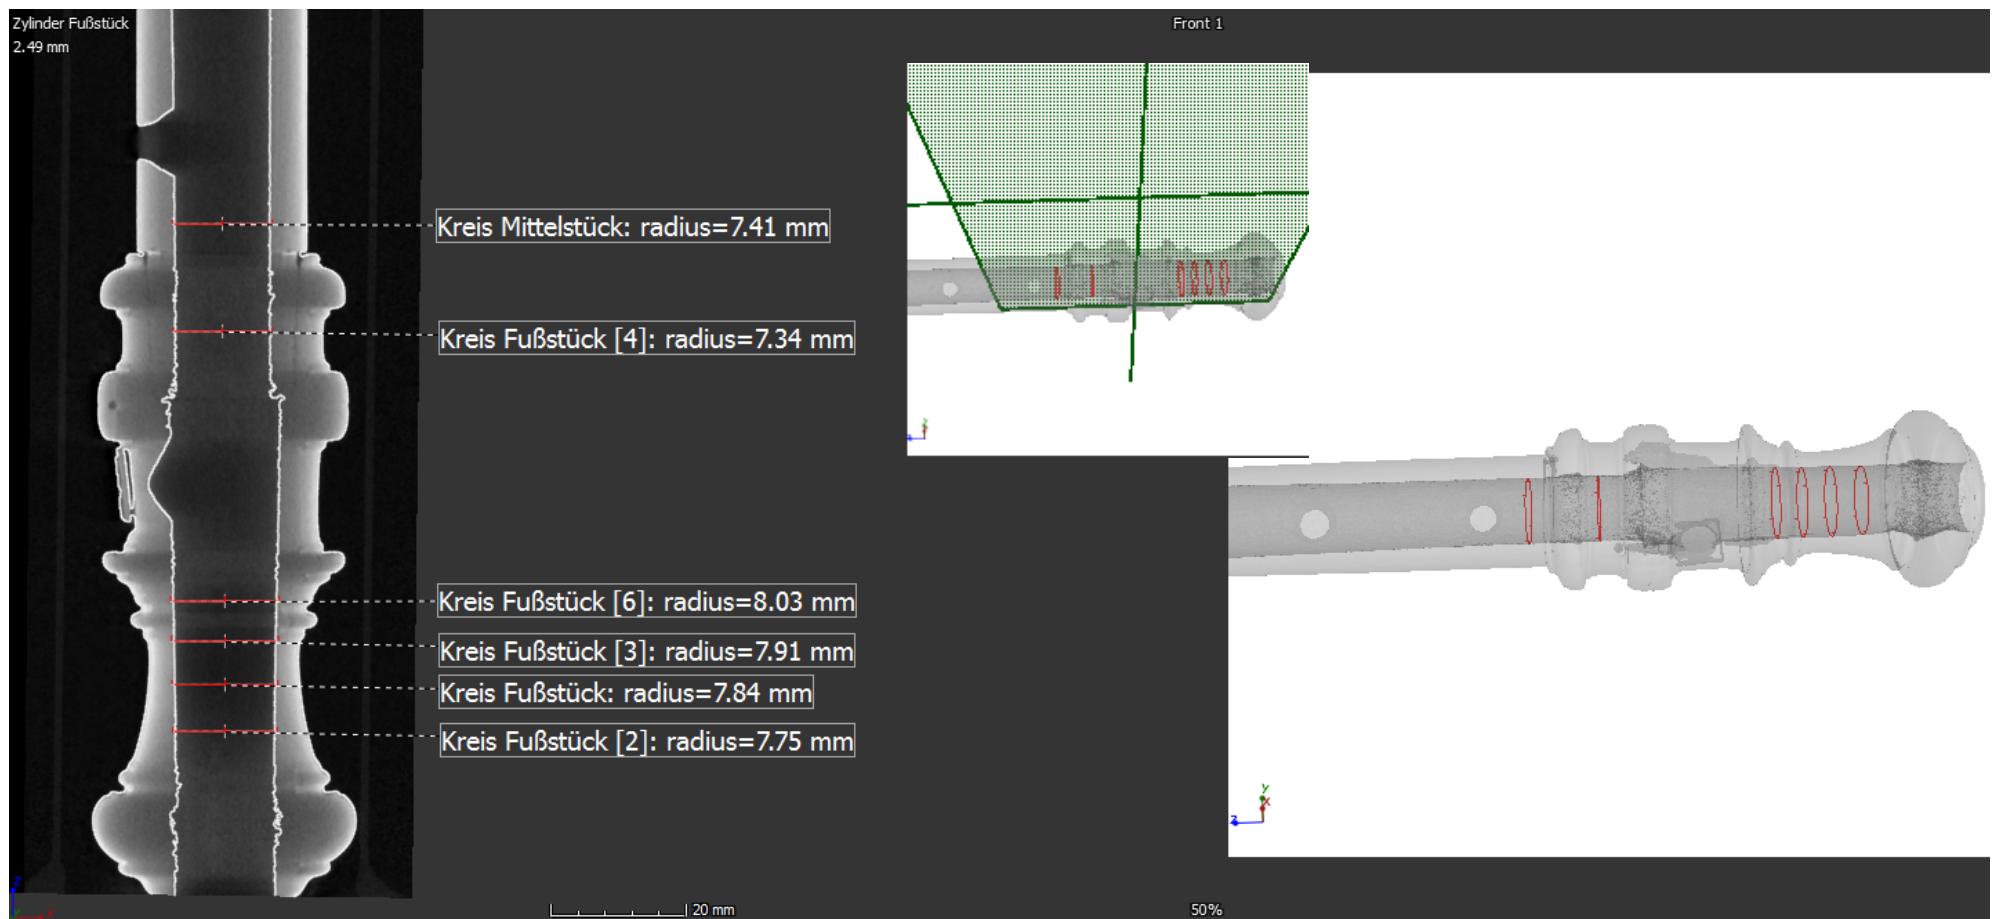 Zylinder Fußstück
2.49 mm
Front 1
Kreis Mittelstück: radius=7.41 mm
Kreis Fußstück [4]: radius=7.34 mm
Kreis Fußstück [6]: radius=8.03 mm
Kreis Fußstück [3]: radius=7.91 mm
Kreis Fußstück: radius=7.84 mm
Kreis Fußstück [2]: radius=7.75 mm
y
x
z
20 mm
50%